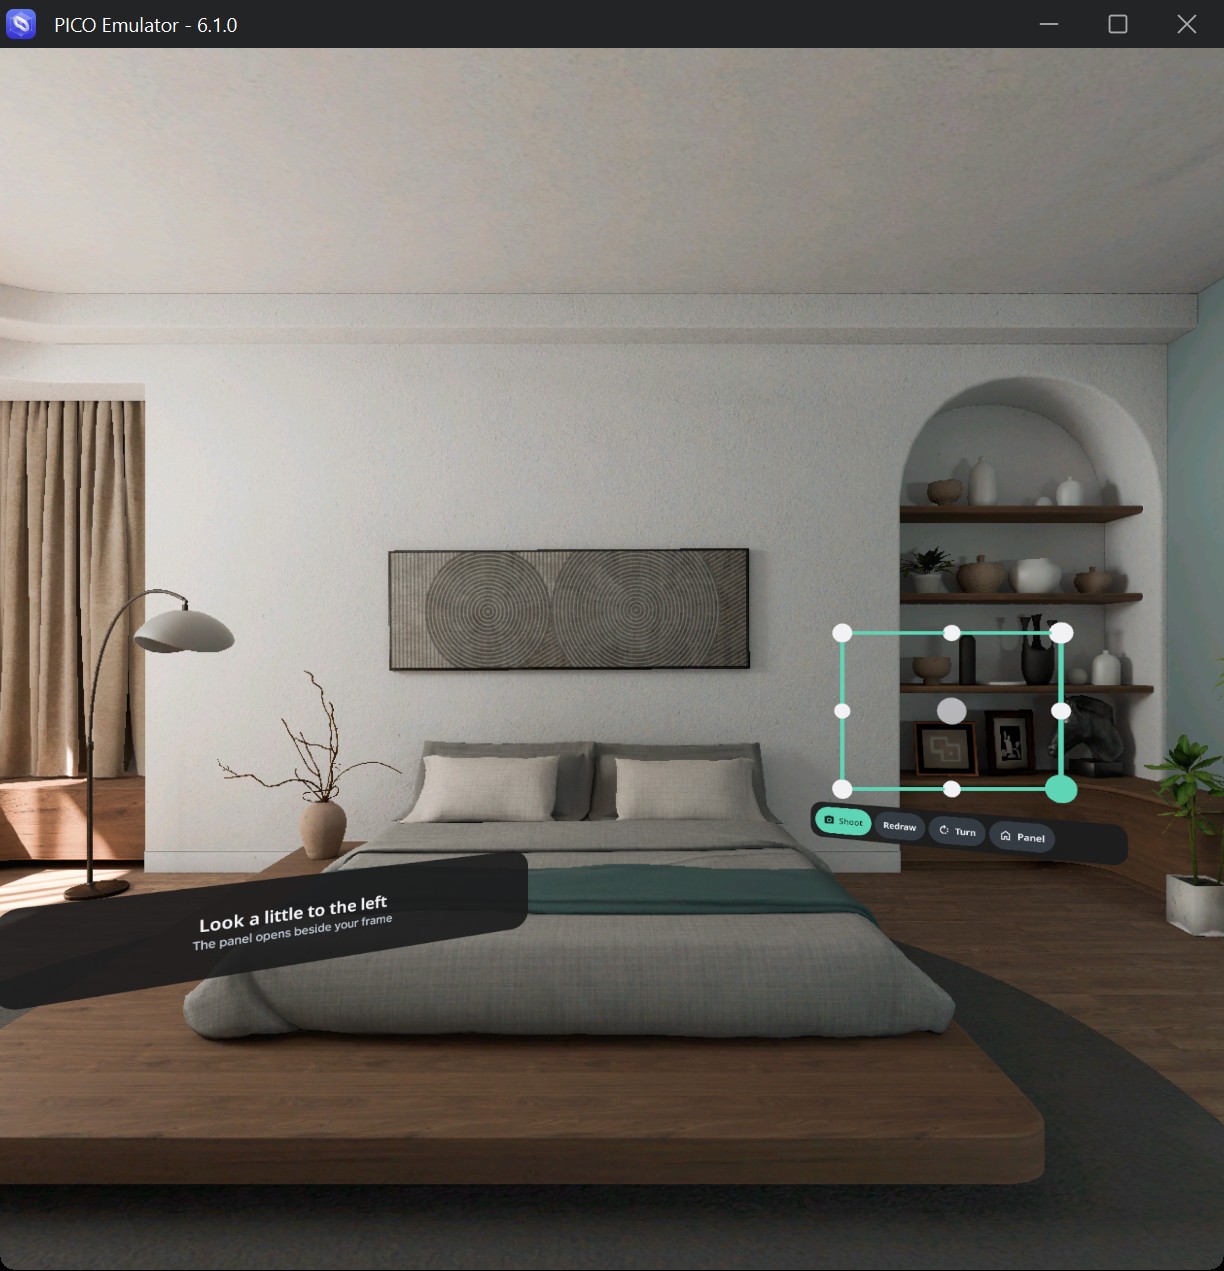 PICO Emulator - 6.1.0
Shoot
Redraw
Turn
Panel
Look a little to the left
The panel opens beside your frame